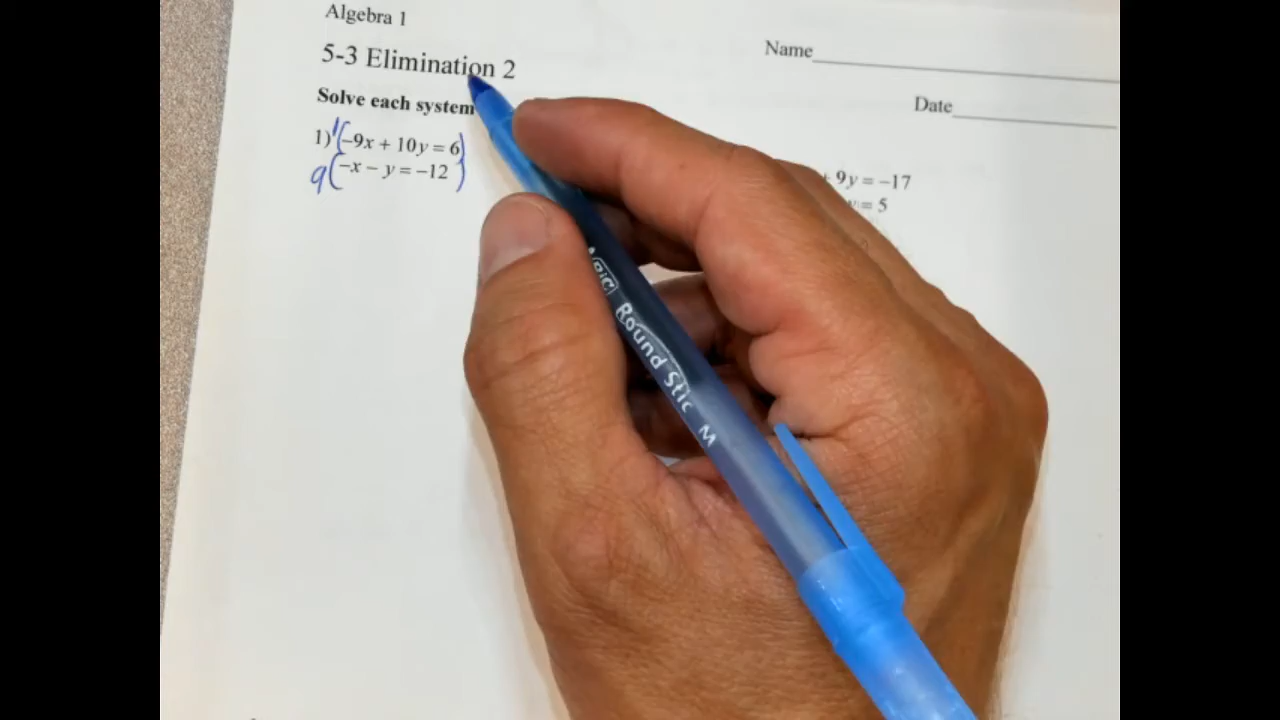 Algebra 1
Name
5-3 Elimination 2
Date
Solve each system
1) 1(-9x + 10y = 6)
9(-x - y = -12)
+ 9y = -17
y = 5
BIC Round Stic M